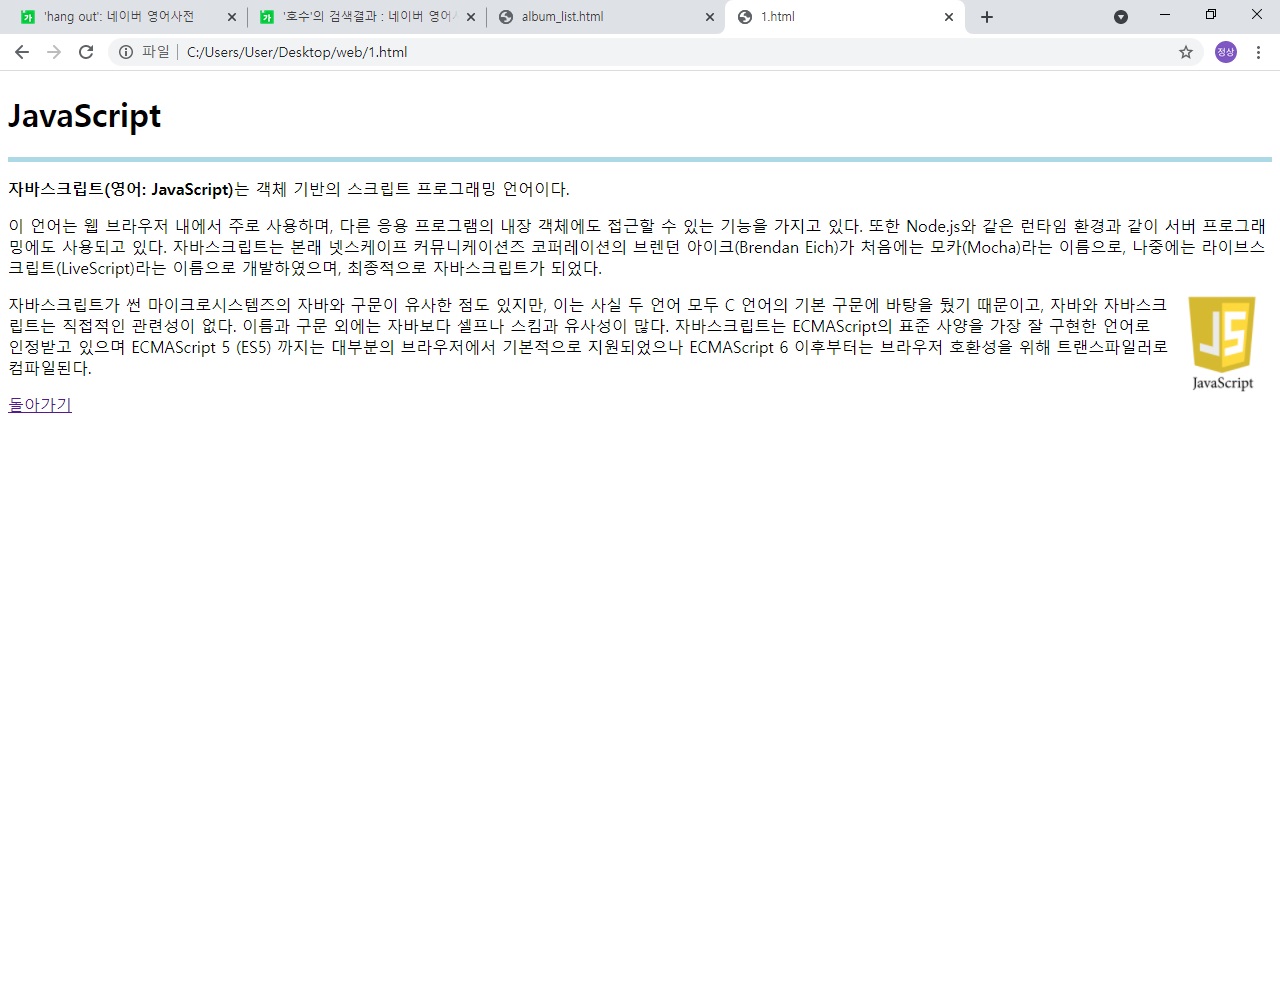 'hang out': 네이버 영어사전
'호수'의 검색결과 : 네이버 영어사
album_list.html
1.html
파일
C:/Users/User/Desktop/web/1.html
정상
JavaScript
자바스크립트(영어: JavaScript)는 객체 기반의 스크립트 프로그래밍 언어이다.
이 언어는 웹 브라우저 내에서 주로 사용하며, 다른 응용 프로그램의 내장 객체에도 접근할 수 있는 기능을 가지고 있다. 또한 Node.js와 같은 런타임 환경과 같이 서버 프로그래
밍에도 사용되고 있다. 자바스크립트는 본래 넷스케이프 커뮤니케이션즈 코퍼레이션의 브렌던 아이크(Brendan Eich)가 처음에는 모카(Mocha)라는 이름으로, 나중에는 라이브스
크립트(LiveScript)라는 이름으로 개발하였으며, 최종적으로 자바스크립트가 되었다.
자바스크립트가 썬 마이크로시스템즈의 자바와 구문이 유사한 점도 있지만, 이는 사실 두 언어 모두 C 언어의 기본 구문에 바탕을 뒀기 때문이고, 자바와 자바스크
립트는 직접적인 관련성이 없다. 이름과 구문 외에는 자바보다 셀프나 스킴과 유사성이 많다. 자바스크립트는 ECMAScript의 표준 사양을 가장 잘 구현한 언어로
인정받고 있으며 ECMAScript 5 (ES5) 까지는 대부분의 브라우저에서 기본적으로 지원되었으나 ECMAScript 6 이후부터는 브라우저 호환성을 위해 트랜스파일러로
컴파일된다.
JS
JavaScript
돌아가기